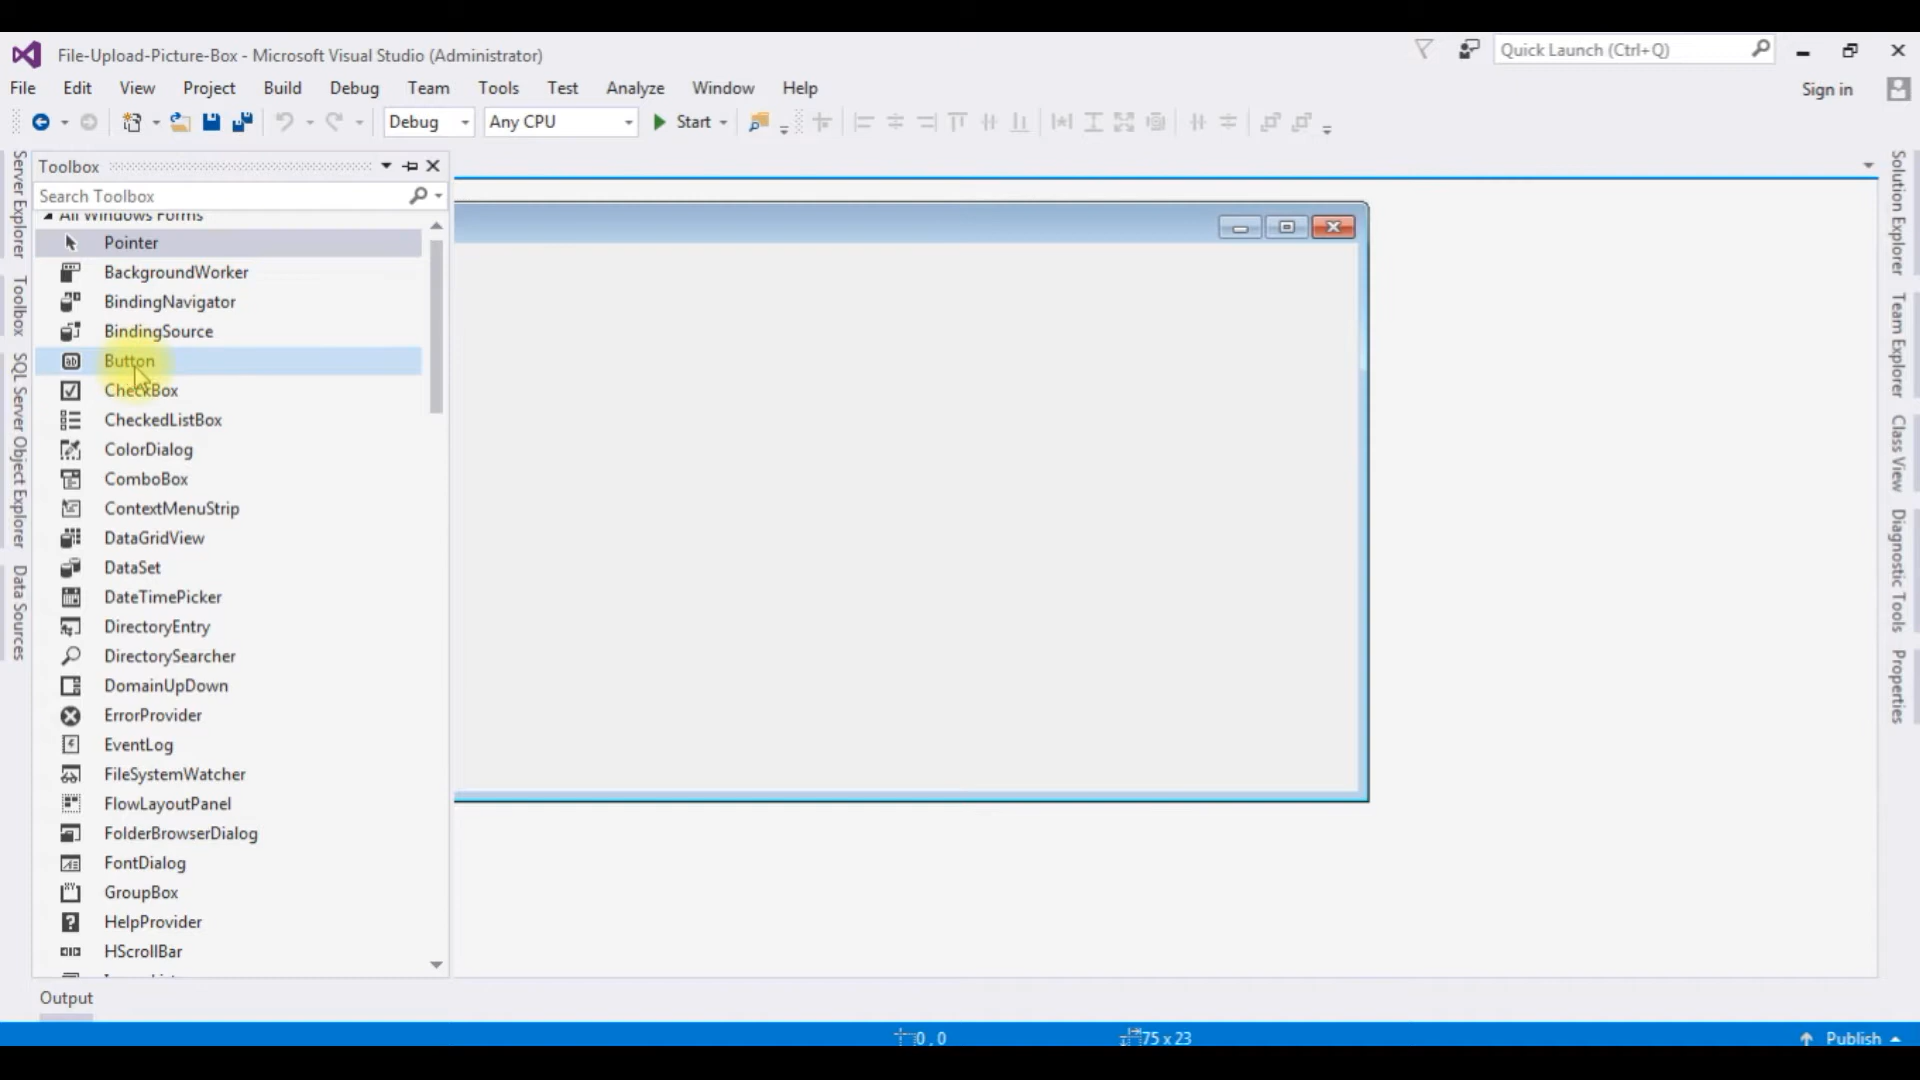 File-Upload-Picture-Box - Microsoft Visual Studio (Administrator)
Quick Launch (Ctrl+Q)
File Edit View Project Build Debug Team Tools Test Analyze Window Help
Sign in
Debug Any CPU Start
Server Explorer
Toolbox
SQL Server Object Explorer
Data Sources
Toolbox
Search Toolbox
All Windows Forms
Pointer
BackgroundWorker
BindingNavigator
BindingSource
Button
CheckBox
CheckedListBox
ColorDialog
ComboBox
ContextMenuStrip
DataGridView
DataSet
DateTimePicker
DirectoryEntry
DirectorySearcher
DomainUpDown
ErrorProvider
EventLog
FileSystemWatcher
FlowLayoutPanel
FolderBrowserDialog
FontDialog
GroupBox
HelpProvider
HScrollBar
Solution Explorer
Team Explorer
Class View
Diagnostic Tools
Properties
Output
0 , 0
75 x 23
Publish